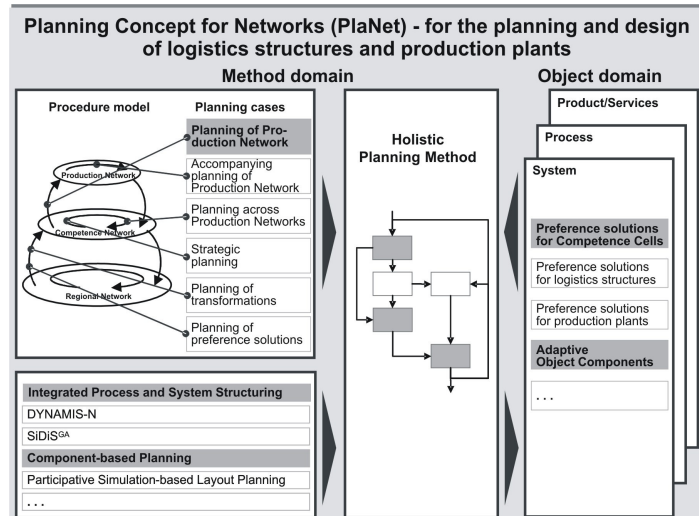 Planning Concept for Networks (PlaNet) - for the planning and design
of logistics structures and production plants
Method domain
Object domain
Procedure model
Planning cases
Production Network
Competence Network
Regional Network
Planning of Pro-
duction Network
Accompanying
planning of
Production Network
Planning across
Production Networks
Strategic
planning
Planning of
transformations
Planning of
preference solutions
Integrated Process and System Structuring
DYNAMIS-N
SiDiSGA
Component-based Planning
Participative Simulation-based Layout Planning
. . .
Holistic
Planning Method
Product/Services
Process
System
Preference solutions
for Competence Cells
Preference solutions
for logistics structures
Preference solutions
for production plants
Adaptive
Object Components
. . .